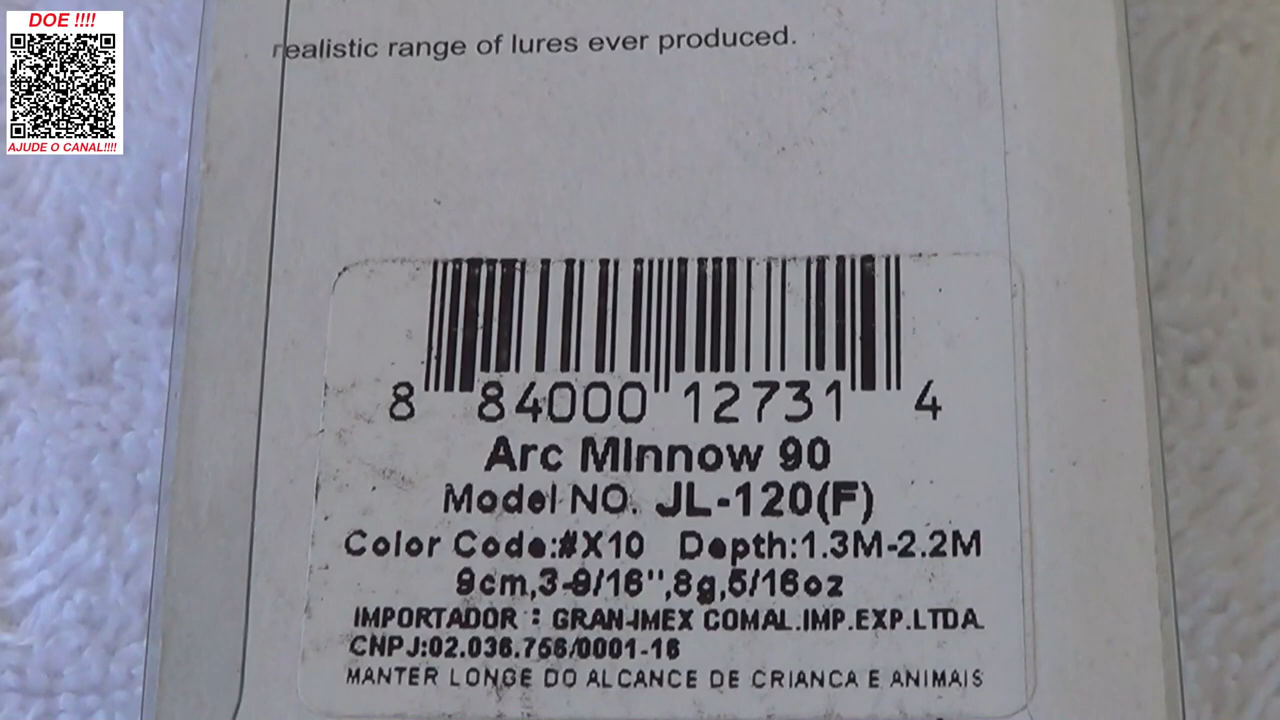 DOE !!!!
AJUDE O CANAL!!!!
realistic range of lures ever produced.
8 84000 12731 4
Arc Minnow 90
Model NO. JL-120(F)
Color Code:#X10 Depth:1.3M-2.2M
9cm,3-9/16'',8g,5/16oz
IMPORTADOR : GRAN-IMEX COMAL.IMP.EXP.LTDA.
CNPJ:02.036.756/0001-16
MANTER LONGE DO ALCANCE DE CRIANCA E ANIMAIS